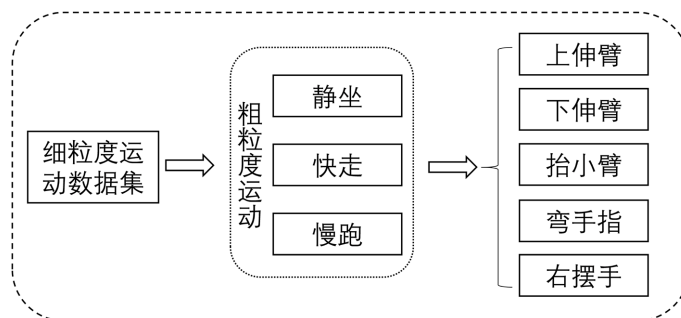 细粒度运
动数据集
粗粒度运动
静坐
快走
慢跑
上伸臂
下伸臂
抬小臂
弯手指
右摆手